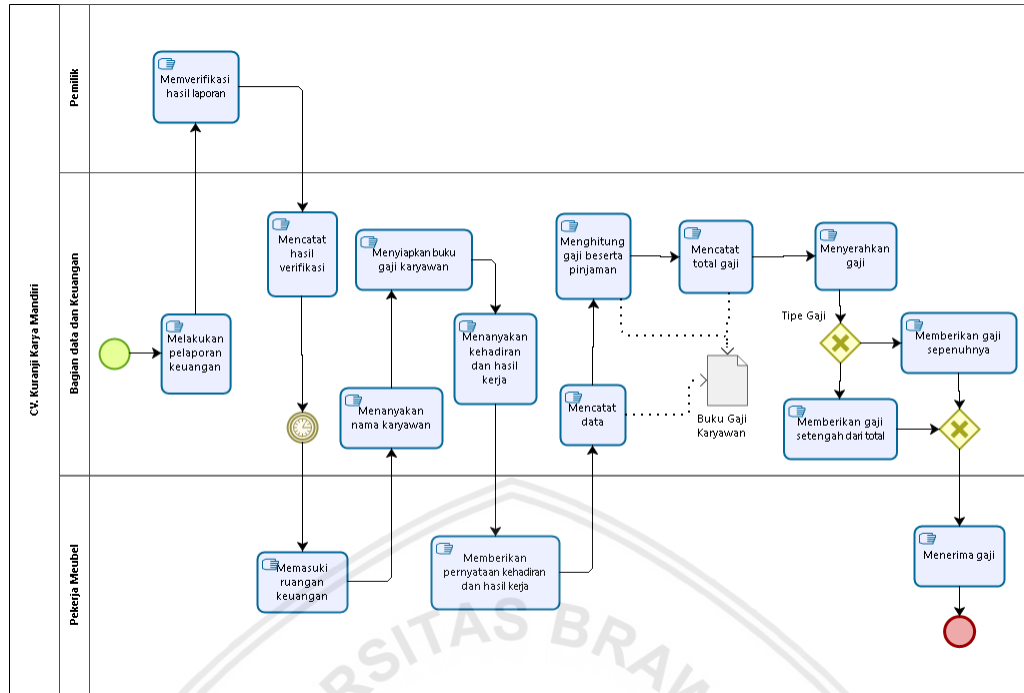 CV. Kuranji Karya Mandiri
Pemilik
Memverifikasi
hasil laporan
Bagian data dan Keuangan
Melakukan
pelaporan
keuangan
Mencatat
hasil
verifikasi
Menanyakan
nama karyawan
Menyiapkan buku
gaji karyawan
Menanyakan
kehadiran
dan hasil
kerja
Mencatat
data
Menghitung
gaji beserta
pinjaman
Mencatat
total gaji
Buku Gaji
Karyawan
Menyerahkan
gaji
Tipe Gaji
Memberikan gaji
sepenuhnya
Memberikan gaji
setengah dari total
Pekerja Meubel
Memasuki
ruangan
keuangan
Memberikan
pernyataan kehadiran
dan hasil kerja
Menerima gaji
RSITAS BRAW